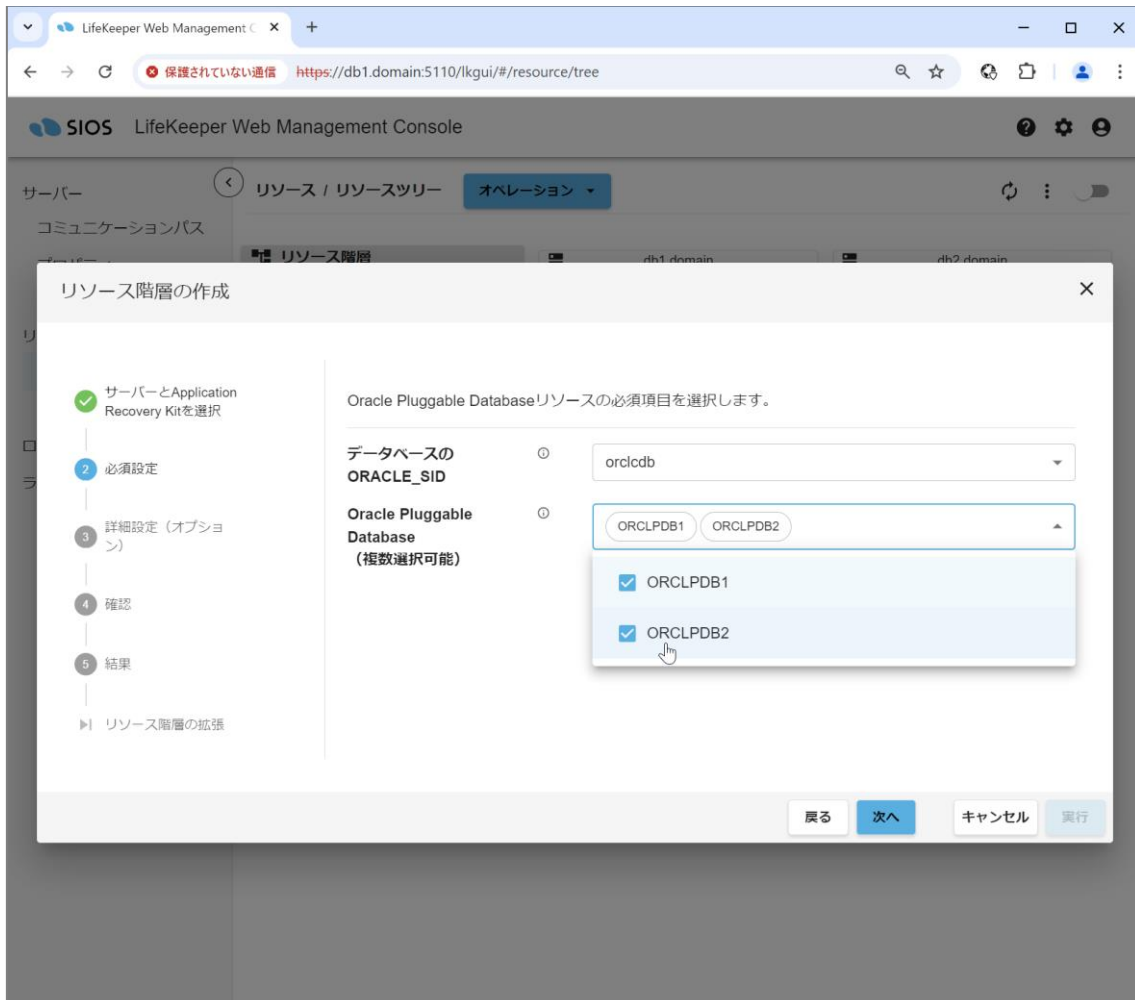 LifeKeeper Web Management C
保護されていない通信
https://db1.domain:5110/lkgui/#/resource/tree
SIOS LifeKeeper Web Management Console
サーバー
リソース / リソースツリー
オペレーション
コミュニケーションパス
リソース階層
db1.domain
db2.domain
リソース階層の作成
サーバーとApplication
Recovery Kitを選択
2 必須設定
3 詳細設定（オプショ
ン）
4 確認
5 結果
リソース階層の拡張
Oracle Pluggable Databaseリソースの必須項目を選択します。
データベースの
ORACLE_SID
orclcdb
Oracle Pluggable
Database
（複数選択可能）
ORCLPDB1 ORCLPDB2
ORCLPDB1
ORCLPDB2
戻る
次へ
キャンセル
実行